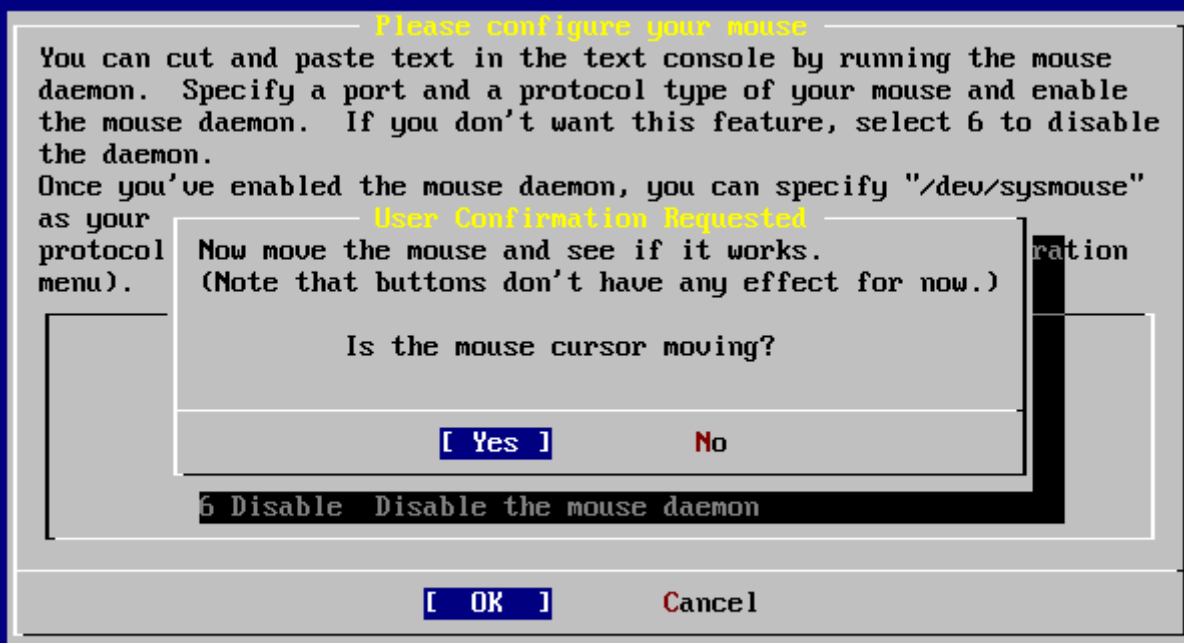 Please configure your mouse
You can cut and paste text in the text console by running the mouse
daemon.  Specify a port and a protocol type of your mouse and enable
the mouse daemon.  If you don't want this feature, select 6 to disable
the daemon.
Once you've enabled the mouse daemon, you can specify "/dev/sysmouse"
as your
protocol ration
menu).
User Confirmation Requested
Now move the mouse and see if it works.
(Note that buttons don't have any effect for now.)
Is the mouse cursor moving?
[ Yes ] No
6 Disable  Disable the mouse daemon
[ OK ] Cancel